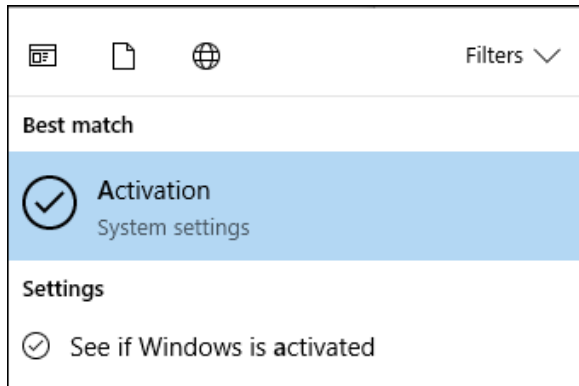 Filters
Best match
Activation
System settings
Settings
See if Windows is activated